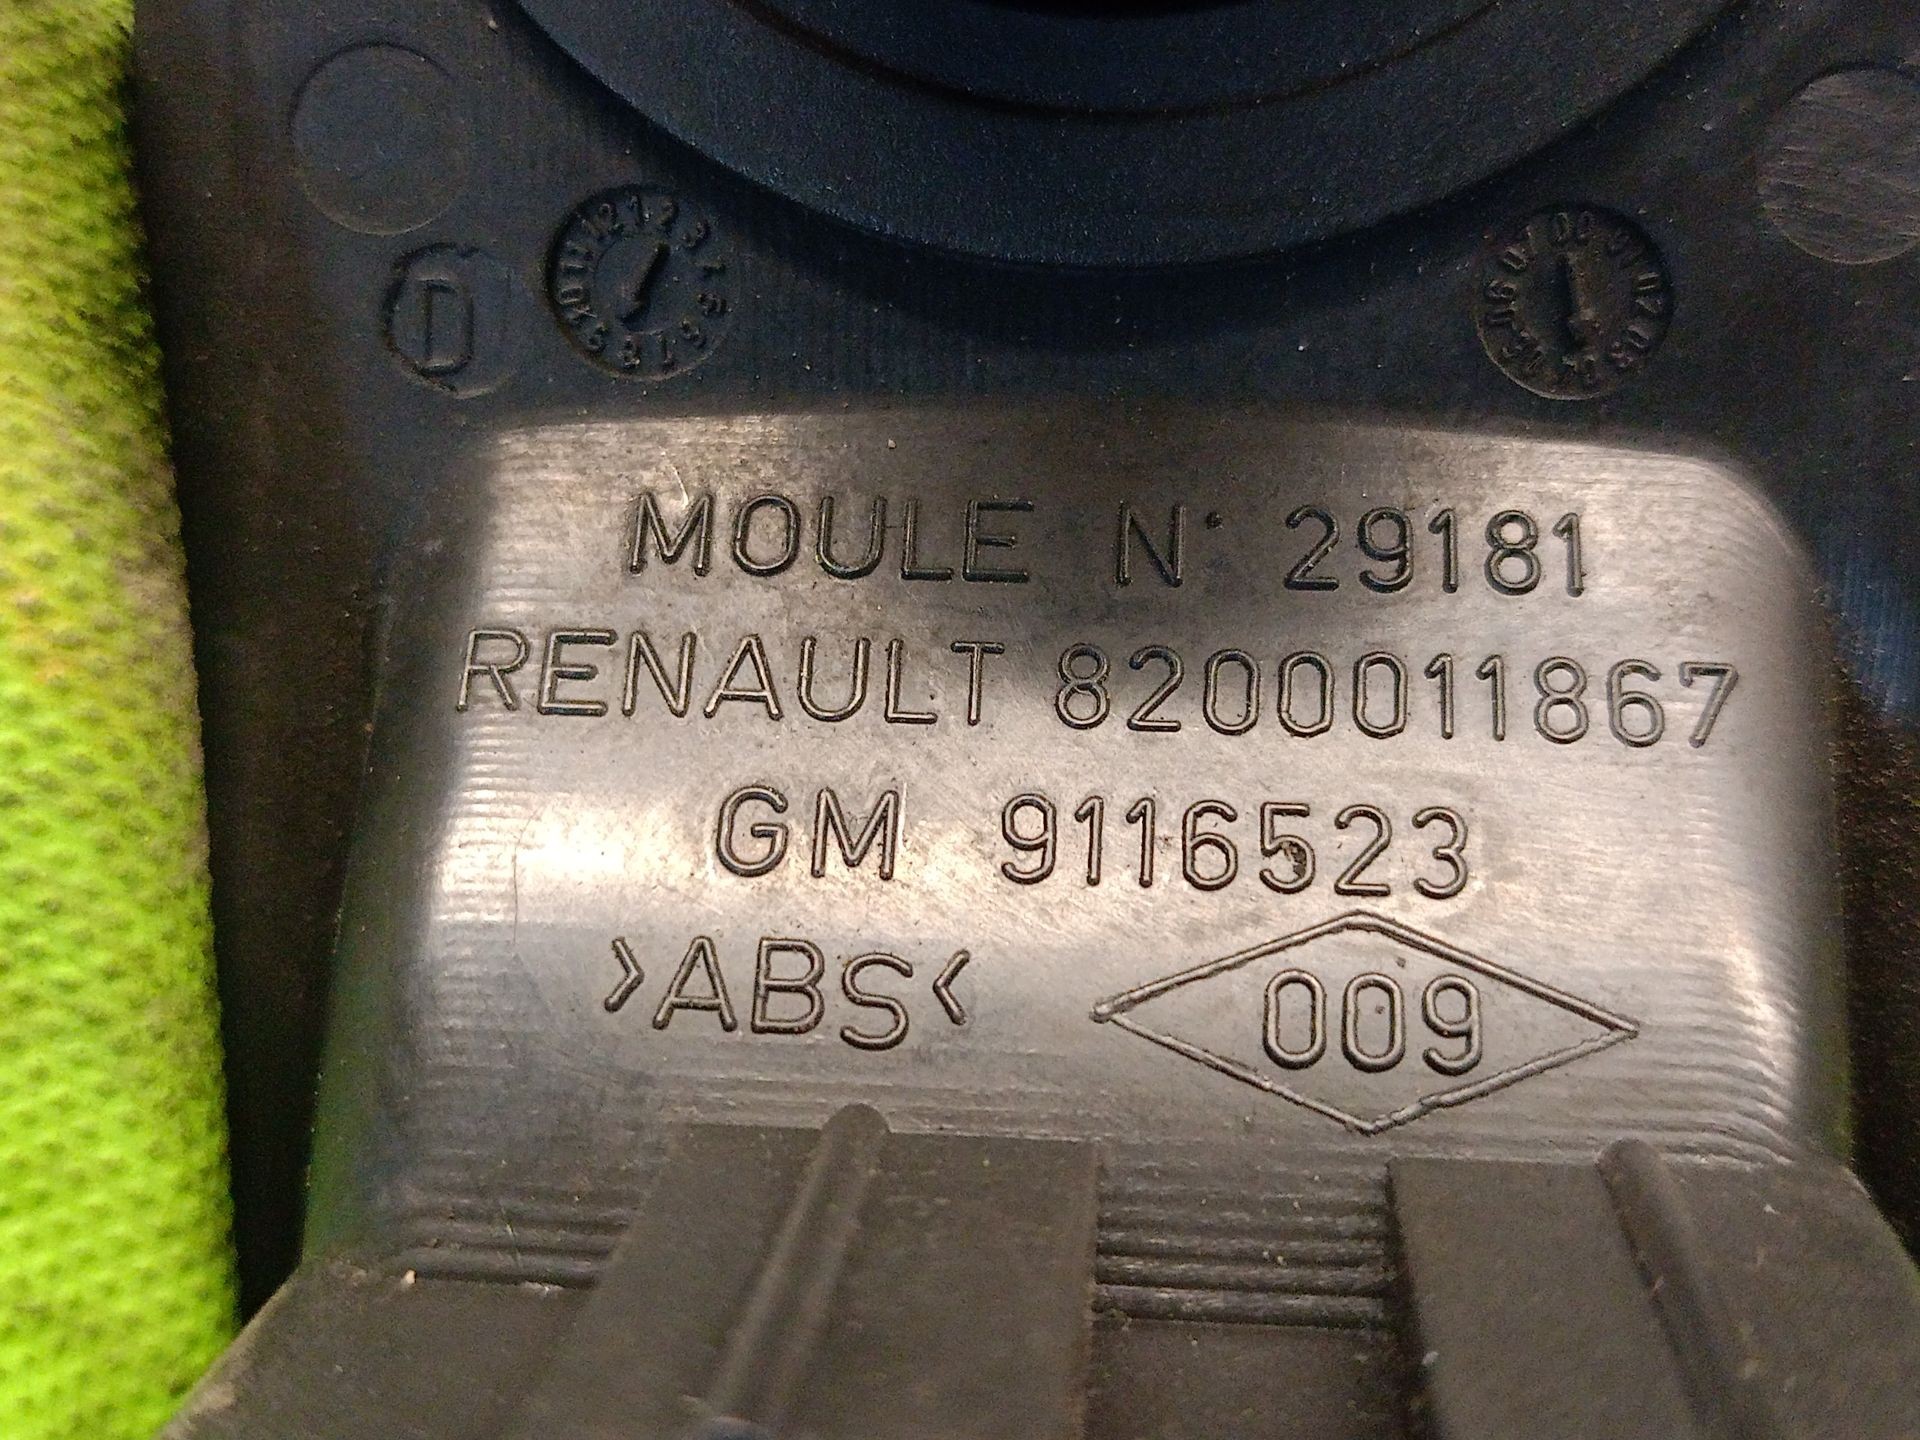 D
MOULE N° 29181
RENAULT 8200011867
GM 9116523
>ABS<
009